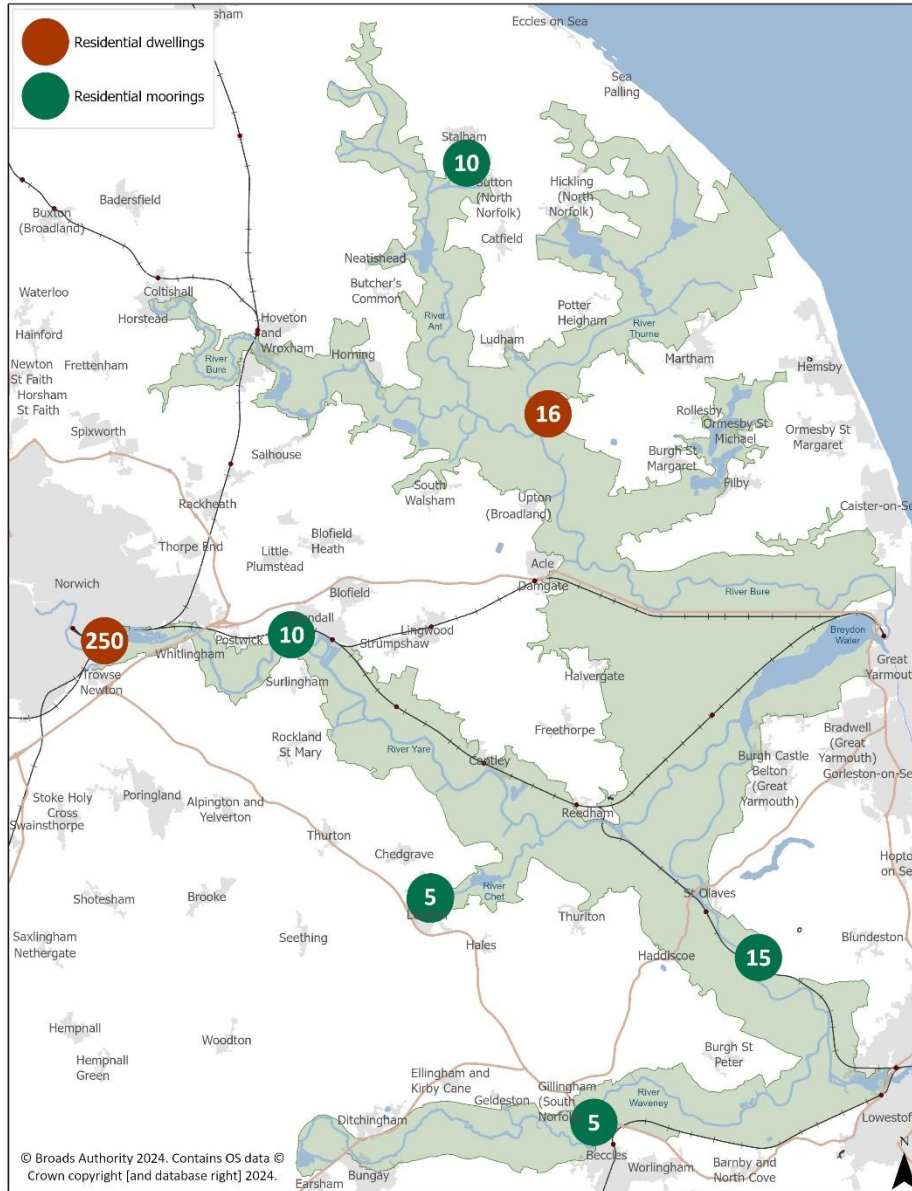 Residential dwellings
Residential moorings
Eccles on Sea
Sea
Palling
Stalham
10
Sutton
(North
Norfolk)
Hickling
(North
Norfolk)
Catfield
Badersfield
Buxton
(Broadland)
Neatishead
Butcher's
Common
Coltishall
Horstead
Waterloo
Hainford
Newton
St Faith
Horsham
St Faith
Frettenham
Spixworth
Hoveton
and
Wroxham
River
Bure
Horning
River
Ant
Ludham
Potter
Heigham
River
Thurne
Martham
Hemsby
16
Rollesby
Ormesby St
Michael
Ormesby St
Margaret
Burgh St
Margaret
Filby
Salhouse
Rackheath
South
Walsham
Upton
(Broadland)
Caister-on-Se
Thorpe End
Little
Plumstead
Blofield
Heath
Acle
Damgate
River Bure
Norwich
Blofield
250
10
Postwick
Whitlingham
Trowse
Newton
Lingwood
Strumpshaw
Surlingham
Breydon
Water
Great
Yarmouth
Halvergate
Rockland
St Mary
River Yare
Freethorpe
Cantley
Bradwell
(Great
Yarmouth)
Burgh Castle
Belton
(Great
Yarmouth)
Gorleston-on-Se
Stoke Holy
Cross
Swainsthorpe
Poringland
Alpington and
Yelverton
Thurton
Reedham
Chedgrave
5
River
Chet
Hopto
on Se
Shotesham
Brooke
St Olaves
Saxlingham
Nethergate
Seething
Hales
Thurlton
Haddiscoe
15
Blundeston
Hempnall
Hempnall
Green
Woodton
Burgh St
Peter
Ellingham and
Kirby Cane
Geldeston
Gillingham
(South
Norfolk)
River
Waveney
5
Ditchingham
Lowestof
Beccles
Worlingham
Barnby and
North Cove
Earsham
Bungay
N
© Broads Authority 2024. Contains OS data ©
Crown copyright [and database right] 2024.